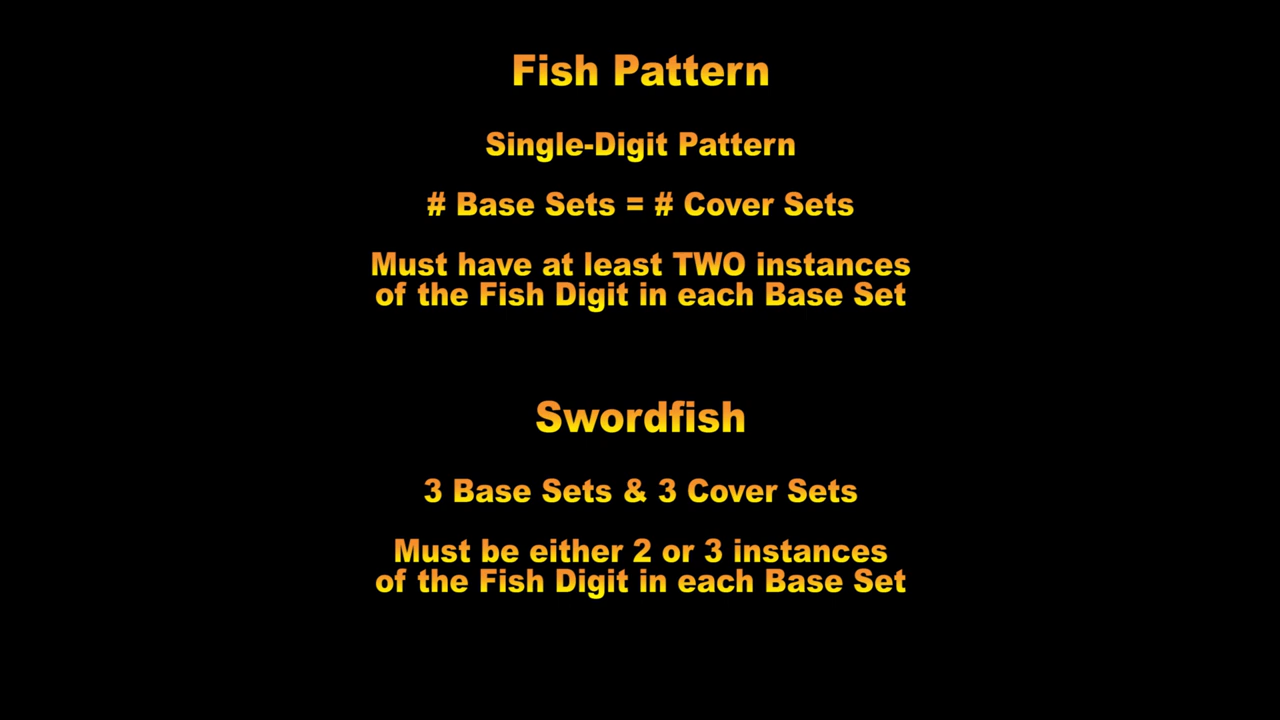 Fish Pattern
Single-Digit Pattern
# Base Sets = # Cover Sets
Must have at least TWO instances
of the Fish Digit in each Base Set
Swordfish
3 Base Sets & 3 Cover Sets
Must be either 2 or 3 instances
of the Fish Digit in each Base Set